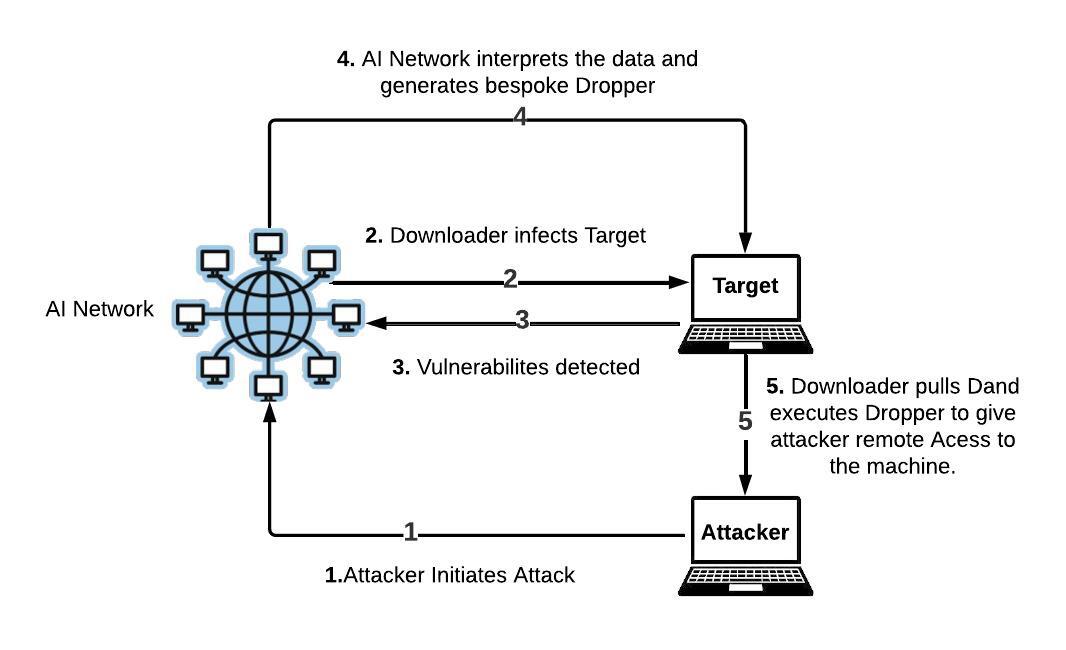 4. AI Network interprets the data and
generates bespoke Dropper
4
2. Downloader infects Target
2
Target
AI Network
3
3. Vulnerabilites detected
5. Downloader pulls Dand
executes Dropper to give
attacker remote Acess to
the machine.
5
Attacker
1
1.Attacker Initiates Attack